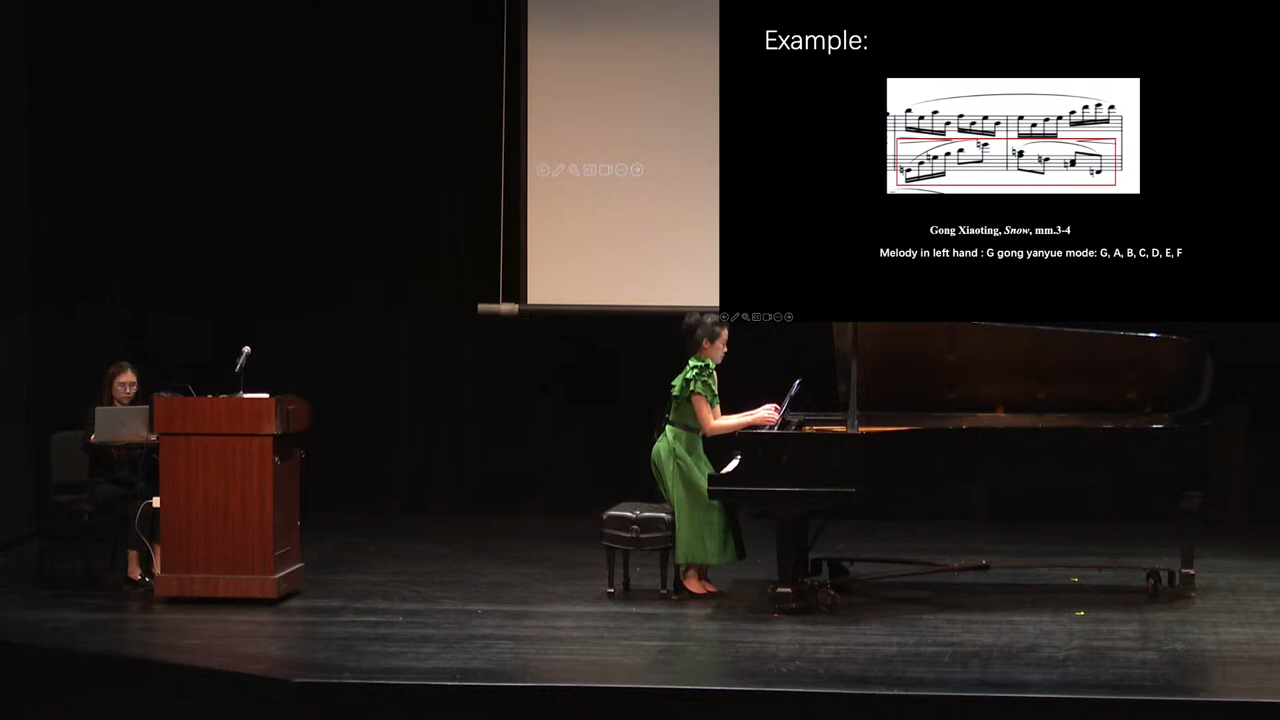 Example:
Gong Xiaoting, Snow, mm.3-4
Melody in left hand : G gong yanyue mode: G, A, B, C, D, E, F